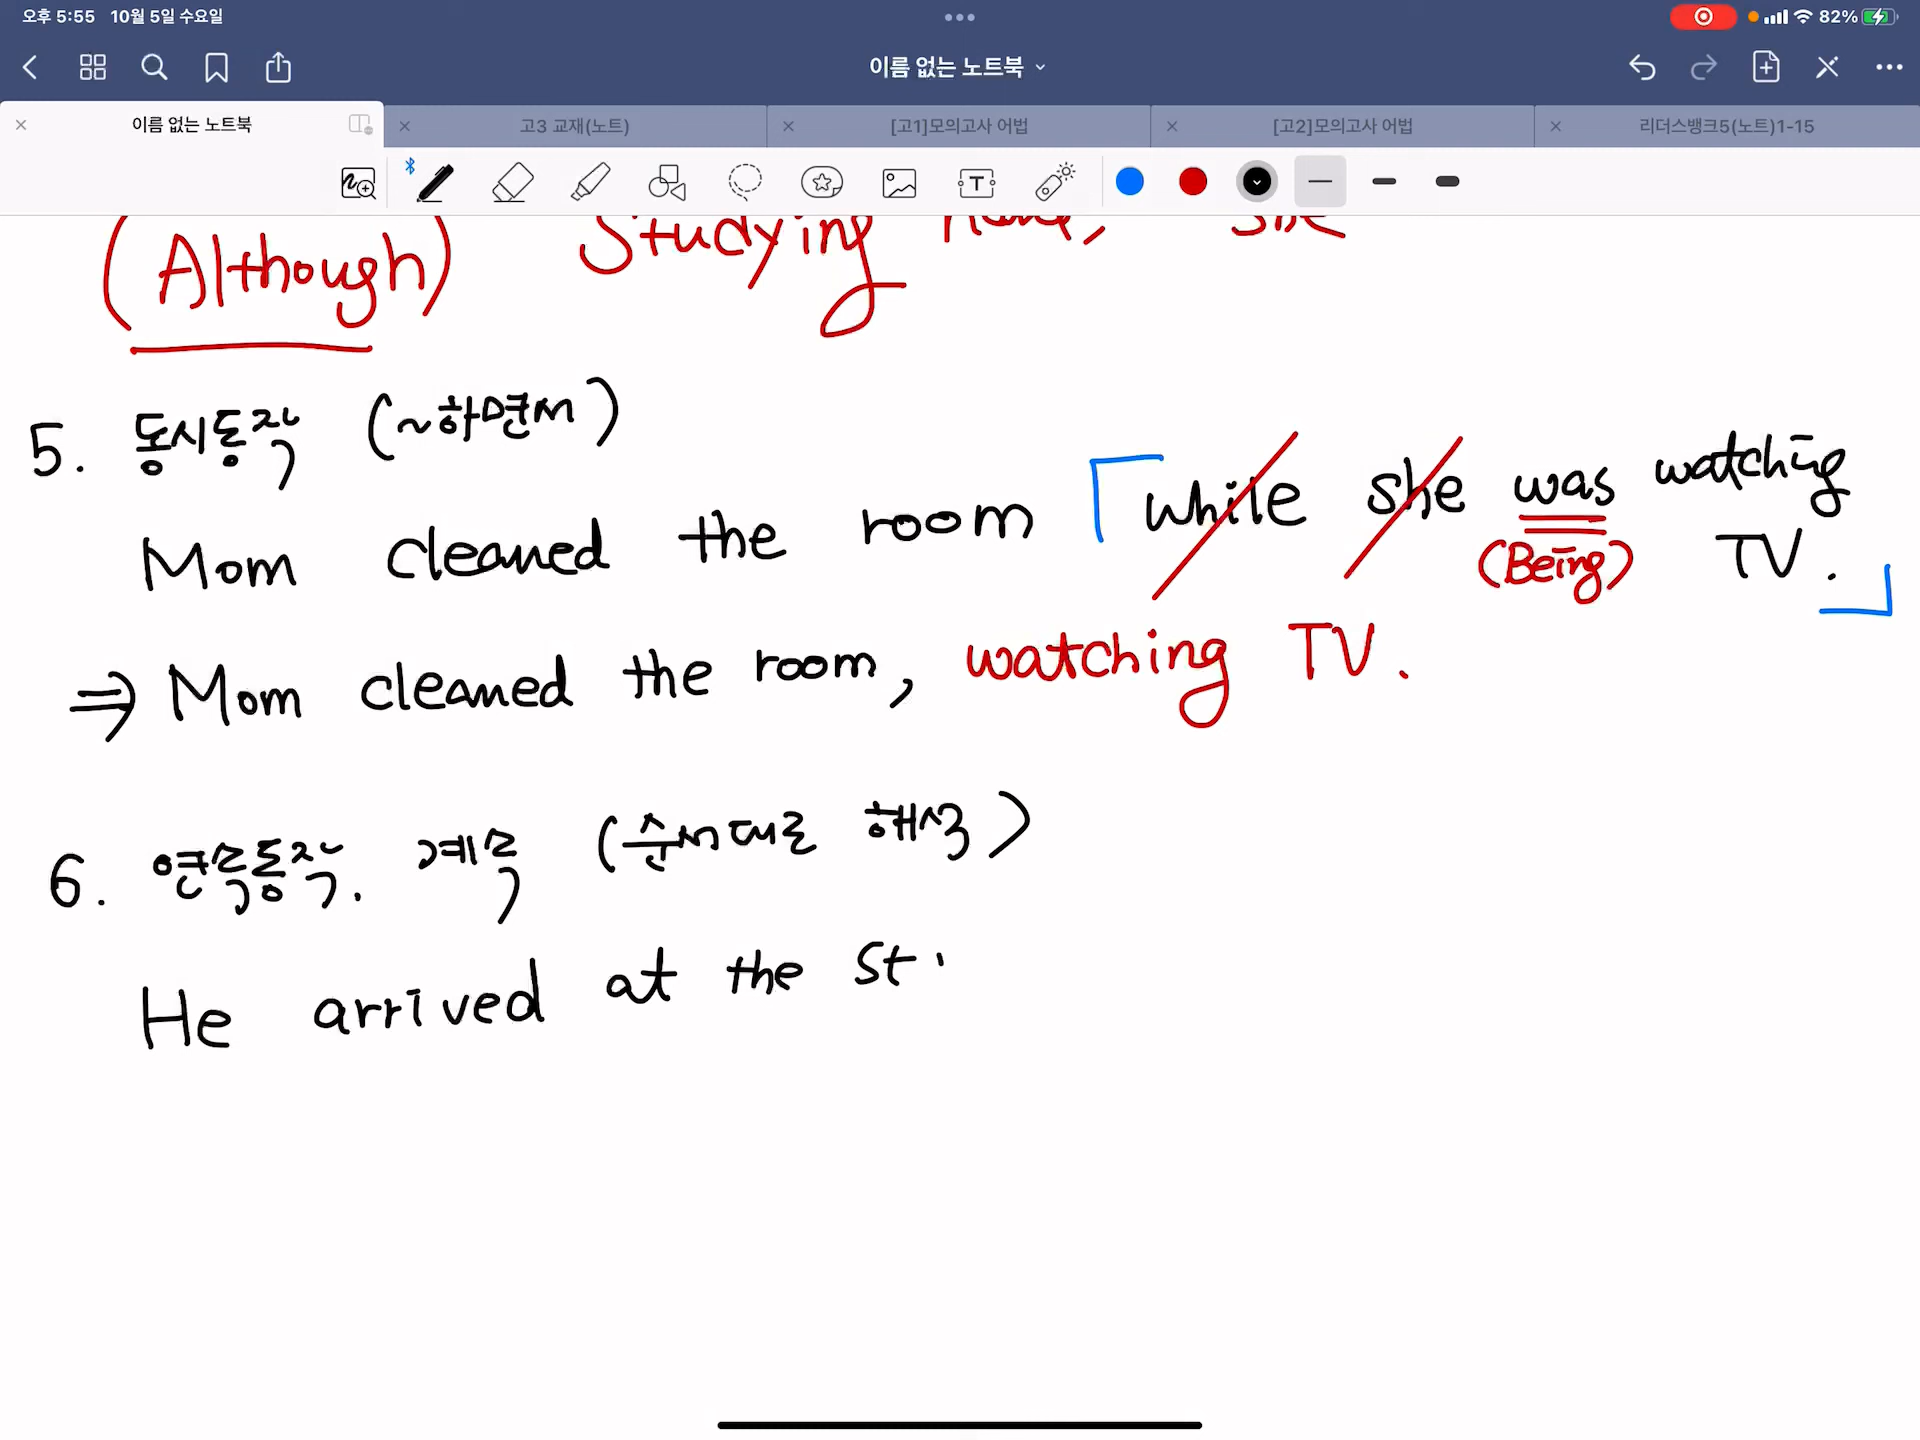 오후 5:55 10월 5일 수요일 82%
이름 없는 노트북
이름 없는 노트북 고3 교재(노트) [고1]모의고사 어법 [고2]모의고사 어법 리더스뱅크5(노트)1-15
(Although) Studying
5. 동시동작 (~하면서)
Mom cleaned the room while she was watching
(Being) TV.
⇒ Mom cleaned the room, watching TV.
6. 연속동작. 계속 (순서대로 해석)
He arrived at the st